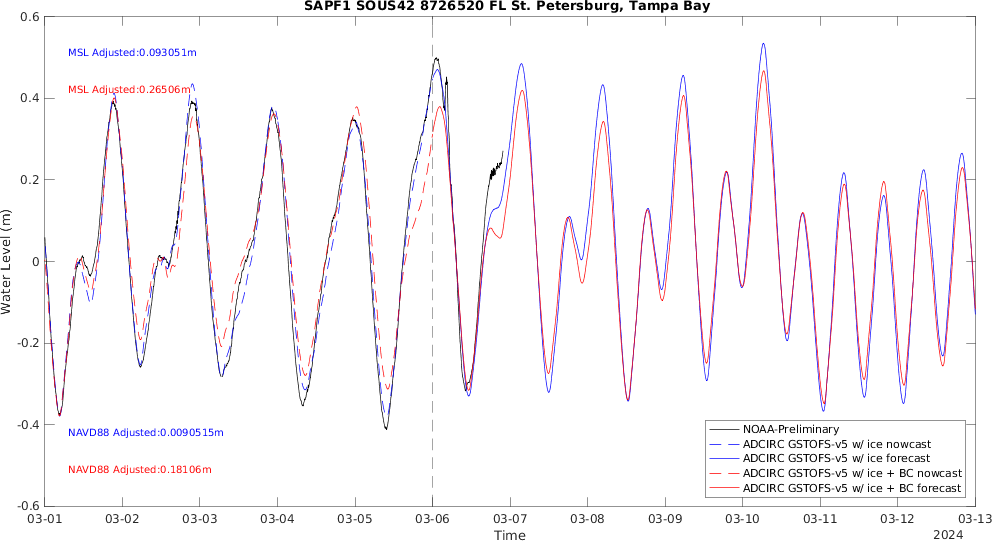 SAPF1 SOUS42 8726520 FL St. Petersburg, Tampa Bay
0.6
MSL Adjusted:0.093051m
MSL Adjusted:0.26506m
0.4
0.2
0
-0.2
-0.4
-0.6
Water Level (m)
NAVD88 Adjusted:0.0090515m
NAVD88 Adjusted:0.18106m
NOAA-Preliminary
ADCIRC GSTOFS-v5 w/ ice nowcast
ADCIRC GSTOFS-v5 w/ ice forecast
ADCIRC GSTOFS-v5 w/ ice + BC nowcast
ADCIRC GSTOFS-v5 w/ ice + BC forecast
03-01 03-02 03-03 03-04 03-05 03-06 03-07 03-08 03-09 03-10 03-11 03-12 03-13
Time
2024